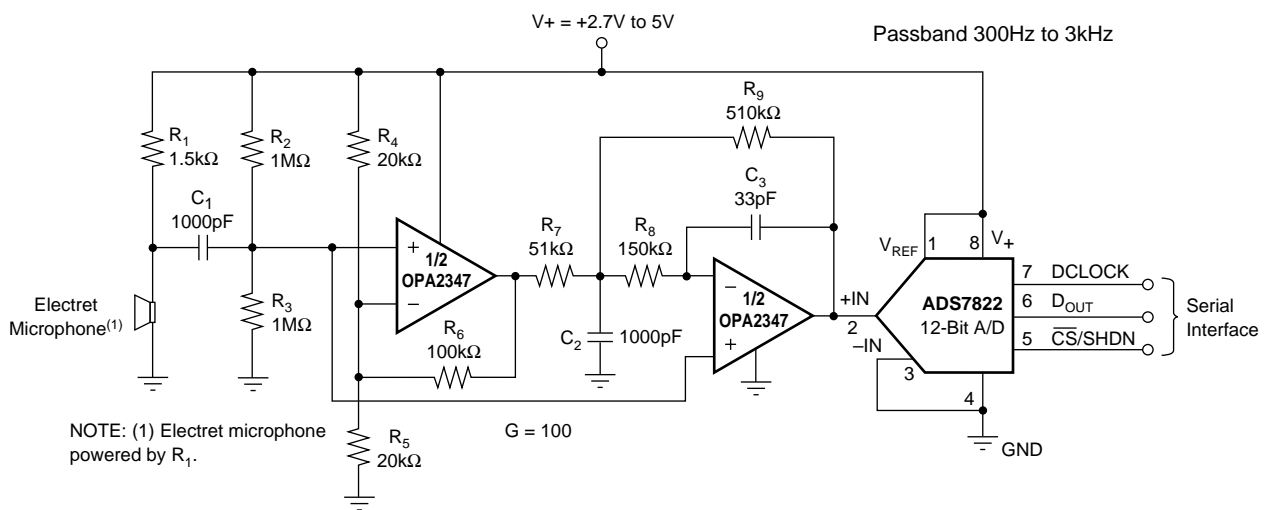 V+ = +2.7V to 5V
Passband 300Hz to 3kHz
R1
1.5kΩ
R2
1MΩ
R4
20kΩ
R9
510kΩ
C3
33pF
C1
1000pF
R7
51kΩ
R8
150kΩ
VREF
1
8
V+
+
1/2
OPA2347
−
−
1/2
OPA2347
+
7
DCLOCK
6
DOUT
5
CS/SHDN
Serial
Interface
+IN
2
−IN
3
ADS7822
12-Bit A/D
4
GND
Electret
Microphone(1)
R3
1MΩ
R6
100kΩ
C2
1000pF
NOTE: (1) Electret microphone
powered by R1.
R5
20kΩ
G = 100